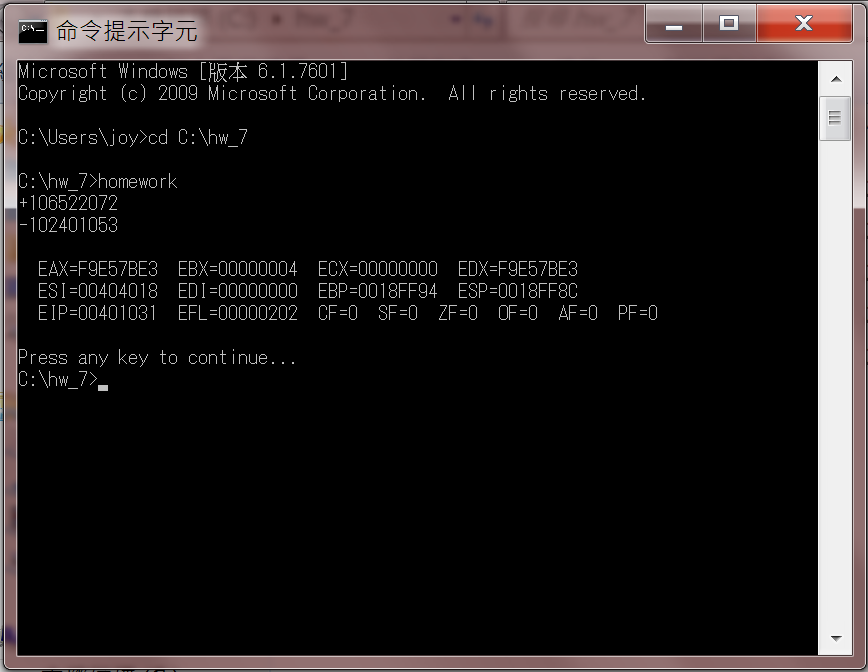 命令提示字元
Microsoft Windows [版本 6.1.7601]
Copyright (c) 2009 Microsoft Corporation.  All rights reserved.
C:\Users\joy>cd C:\hw_7
C:\hw_7>homework
+106522072
-102401053
EAX=F9E57BE3  EBX=00000004  ECX=00000000  EDX=F9E57BE3
ESI=00404018  EDI=00000000  EBP=0018FF94  ESP=0018FF8C
EIP=00401031  EFL=00000202  CF=0  SF=0  ZF=0  OF=0  AF=0  PF=0
Press any key to continue...
C:\hw_7>